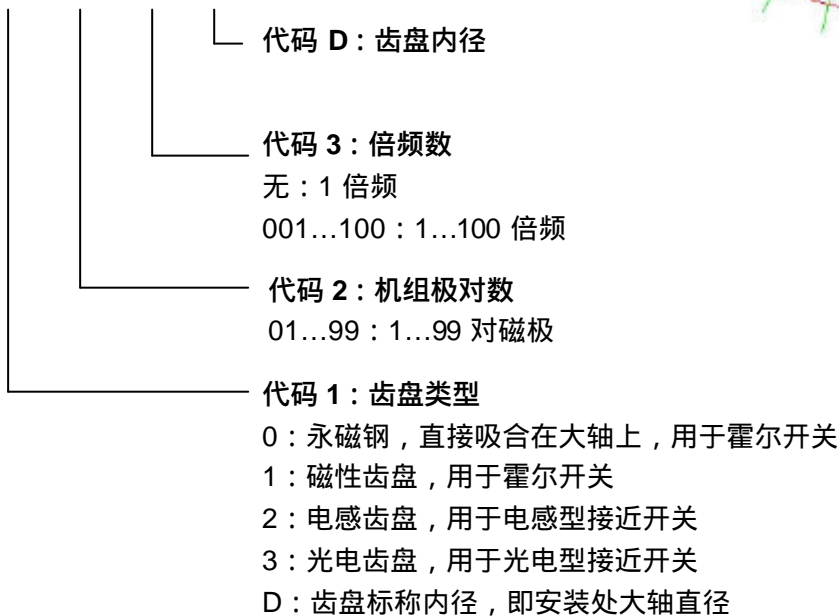 代码 D：齿盘内径
代码 3：倍频数
无：1 倍频
001…100：1…100 倍频
代码 2：机组极对数
01…99：1…99 对磁极
代码 1：齿盘类型
0：永磁钢，直接吸合在大轴上，用于霍尔开关
1：磁性齿盘，用于霍尔开关
2：电感齿盘，用于电感型接近开关
3：光电齿盘，用于光电型接近开关
D：齿盘标称内径，即安装处大轴直径